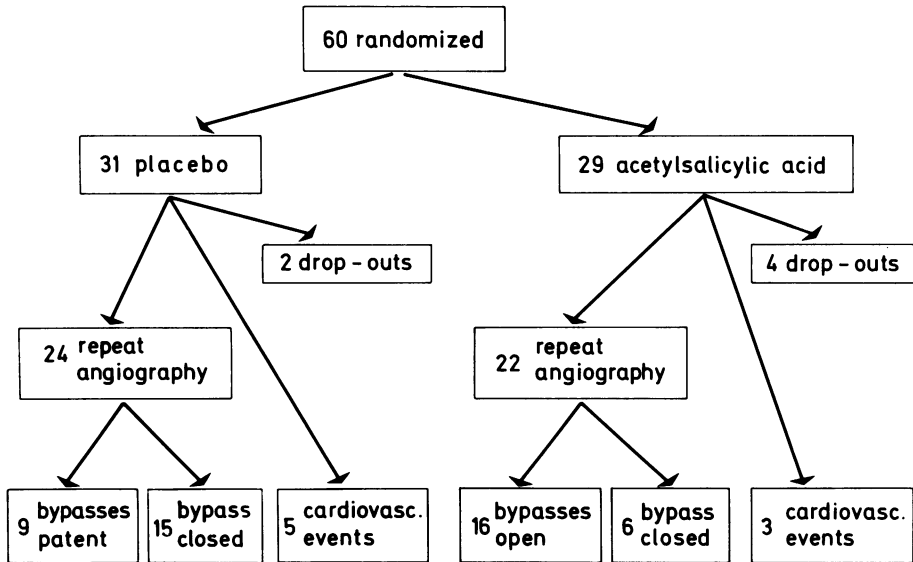 60 randomized
31 placebo
29 acetylsalicylic acid
2 drop-outs
4 drop-outs
24 repeat
angiography
22 repeat
angiography
9 bypasses
patent
15 bypass
closed
5 cardiovasc.
events
16 bypasses
open
6 bypass
closed
3 cardiovasc.
events